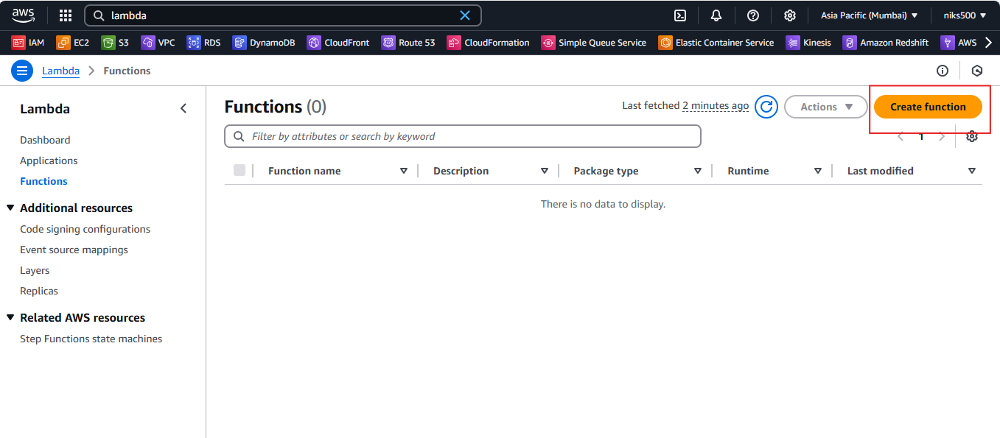 aws lambda Asia Pacific (Mumbai) niks500
IAM EC2 S3 VPC RDS DynamoDB CloudFront Route 53 CloudFormation Simple Queue Service Elastic Container Service Kinesis Amazon Redshift AWS
Lambda Functions
Lambda
Dashboard
Applications
Functions
Additional resources
Code signing configurations
Event source mappings
Layers
Replicas
Related AWS resources
Step Functions state machines
Functions (0)
Last fetched 2 minutes ago Actions Create function
Filter by attributes or search by keyword
1
Function name Description Package type Runtime Last modified
There is no data to display.